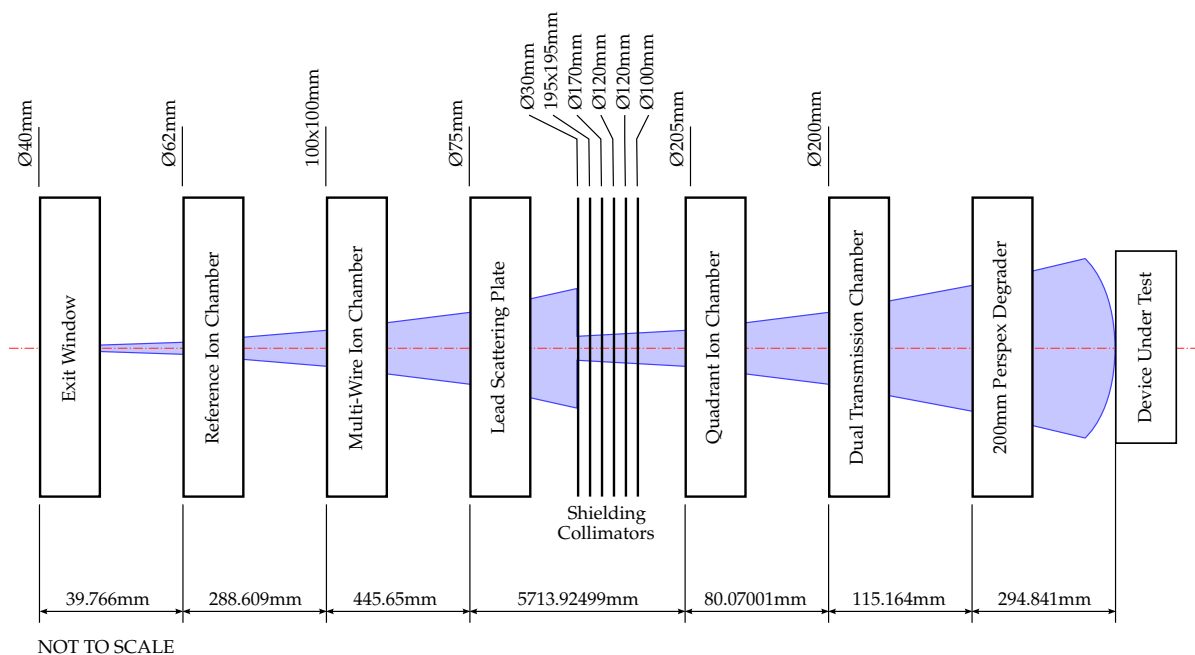 Ø40mm
Ø62mm
100x100mm
Ø75mm
Ø30mm
195x195mm
Ø170mm
Ø120mm
Ø120mm
Ø100mm
Ø205mm
Ø200mm
Exit Window
Reference Ion Chamber
Multi-Wire Ion Chamber
Lead Scattering Plate
Quadrant Ion Chamber
Dual Transmission Chamber
200mm Perspex Degrader
Device Under Test
Shielding
Collimators
39.766mm
288.609mm
445.65mm
5713.92499mm
80.07001mm
115.164mm
294.841mm
NOT TO SCALE